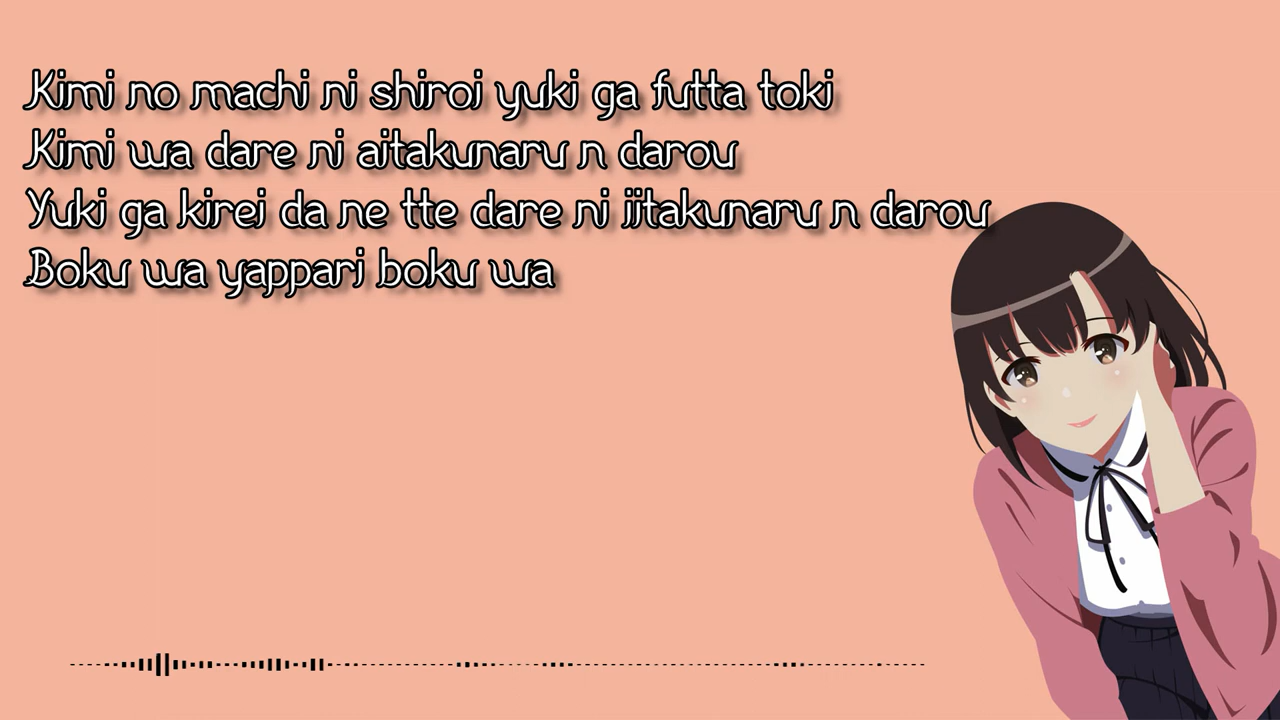 Kimi no machi ni shiroi yuki ga futta toki
Kimi wa dare ni aitakunaru n darou
Yuki ga kirei da ne tte dare ni iitakunaru n darou
Boku wa yappari boku wa